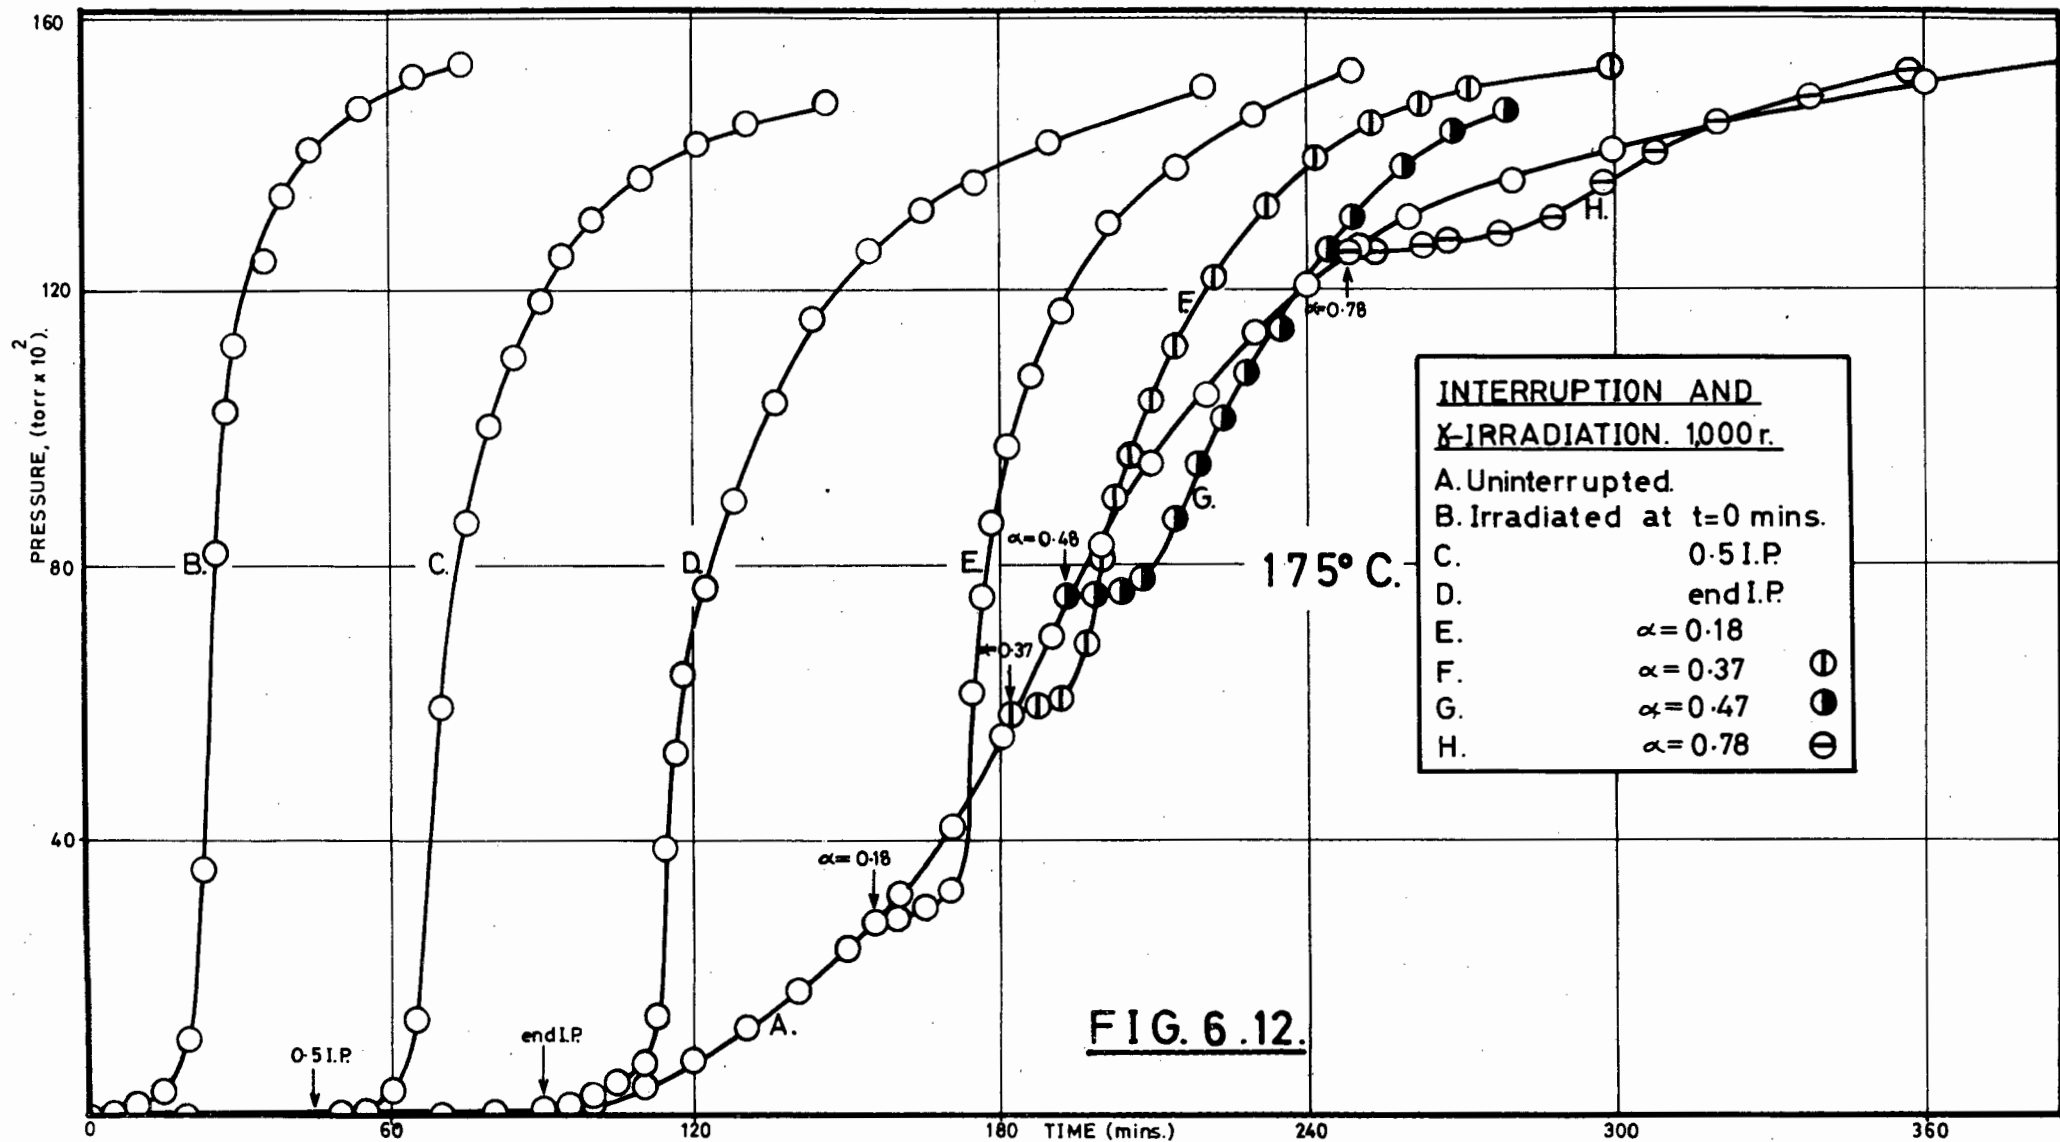 160
120
80
40
PRESSURE, (torr x 10²).
B.
C.
D.
E.
F.
G.
H.
A.
0·5 I.P.
end I.P.
α= 0·18
α=0·37
α=0·48
α=0·78
175° C.
INTERRUPTION AND
γ-IRRADIATION. 1,000 r.
A. Uninterrupted.
B. Irradiated at t=0 mins.
C. 0·5 I.P.
D. end I.P.
E. α=0·18
F. α=0·37
G. α=0·47
H. α=0·78
FIG. 6.12.
0 60 120 180 TIME (mins.) 240 300 360